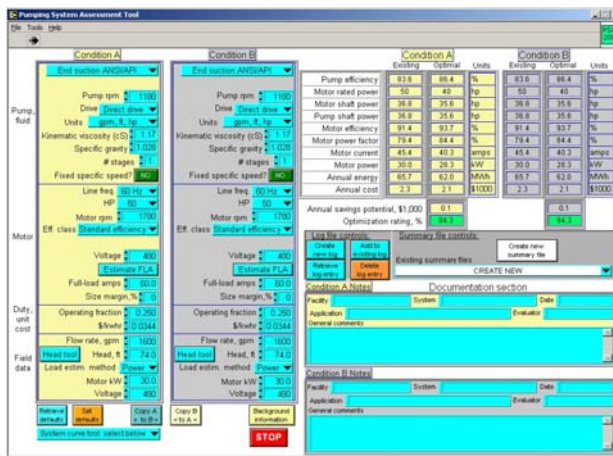 Pumping System Assessment Tool
File Tools Help
Condition A
Condition B
End suction ANSI/API
End suction ANSI/API
Pump, fluid
Pump rpm 1180
Pump rpm 1180
Drive Direct drive
Drive Direct drive
Units gpm, ft, hp
Units gpm, ft, hp
Kinematic viscosity (cS) 1.17
Kinematic viscosity (cS) 1.17
Specific gravity 1.028
Specific gravity 1.028
# stages 1
# stages 1
Fixed specific speed? NO
Fixed specific speed? NO
Motor
Line freq. 60 Hz
Line freq. 60 Hz
HP 50
HP 50
Motor rpm 1780
Motor rpm 1780
Eff. class Standard efficiency
Eff. class Standard efficiency
Voltage 480
Voltage 480
Estimate FLA
Estimate FLA
Full-load amps 60.0
Full-load amps 60.0
Size margin, % 0
Size margin, % 0
Duty, unit cost
Operating fraction 0.250
Operating fraction 0.250
$/kwhr 0.0344
$/kwhr 0.0344
Field data
Flow rate, gpm 1600
Flow rate, gpm 1600
Head tool Head, ft 74.0
Head tool Head, ft 74.0
Load estim. method Power
Load estim. method Power
Motor kW 30.0
Motor kW 30.0
Voltage 480
Voltage 480
Retrieve defaults
Set defaults
Copy A > to B >
Copy B < to A <
Background information
System curve tool: select below
STOP
Condition A
Condition B
Existing Optimal Units Existing Optimal Units
Pump efficiency 83.6 86.4 % 83.6 86.4 %
Motor rated power 50 40 hp 50 40 hp
Motor shaft power 36.8 35.6 hp 36.8 35.6 hp
Pump shaft power 36.8 35.6 hp 36.8 35.6 hp
Motor efficiency 91.4 93.7 % 91.4 93.7 %
Motor power factor 79.4 84.4 % 79.4 84.4 %
Motor current 45.4 40.3 amps 45.4 40.3 amps
Motor power 30.0 28.3 kW 30.0 28.3 kW
Annual energy 65.7 62.0 MWh 65.7 62.0 MWh
Annual cost 2.3 2.1 $1000 2.3 2.1 $1000
Annual savings potential, $1,000 0.1 0.1
Optimization rating, % 94.3 94.3
Log file controls:
Summary file controls:
Create new log
Add to existing log
Retrieve log entry
Delete log entry
Create new summary file
Existing summary files
CREATE NEW
Condition A Notes
Documentation section
Facility System Date
Application Evaluator
General comments
Condition B Notes
Facility System Date
Application Evaluator
General comments